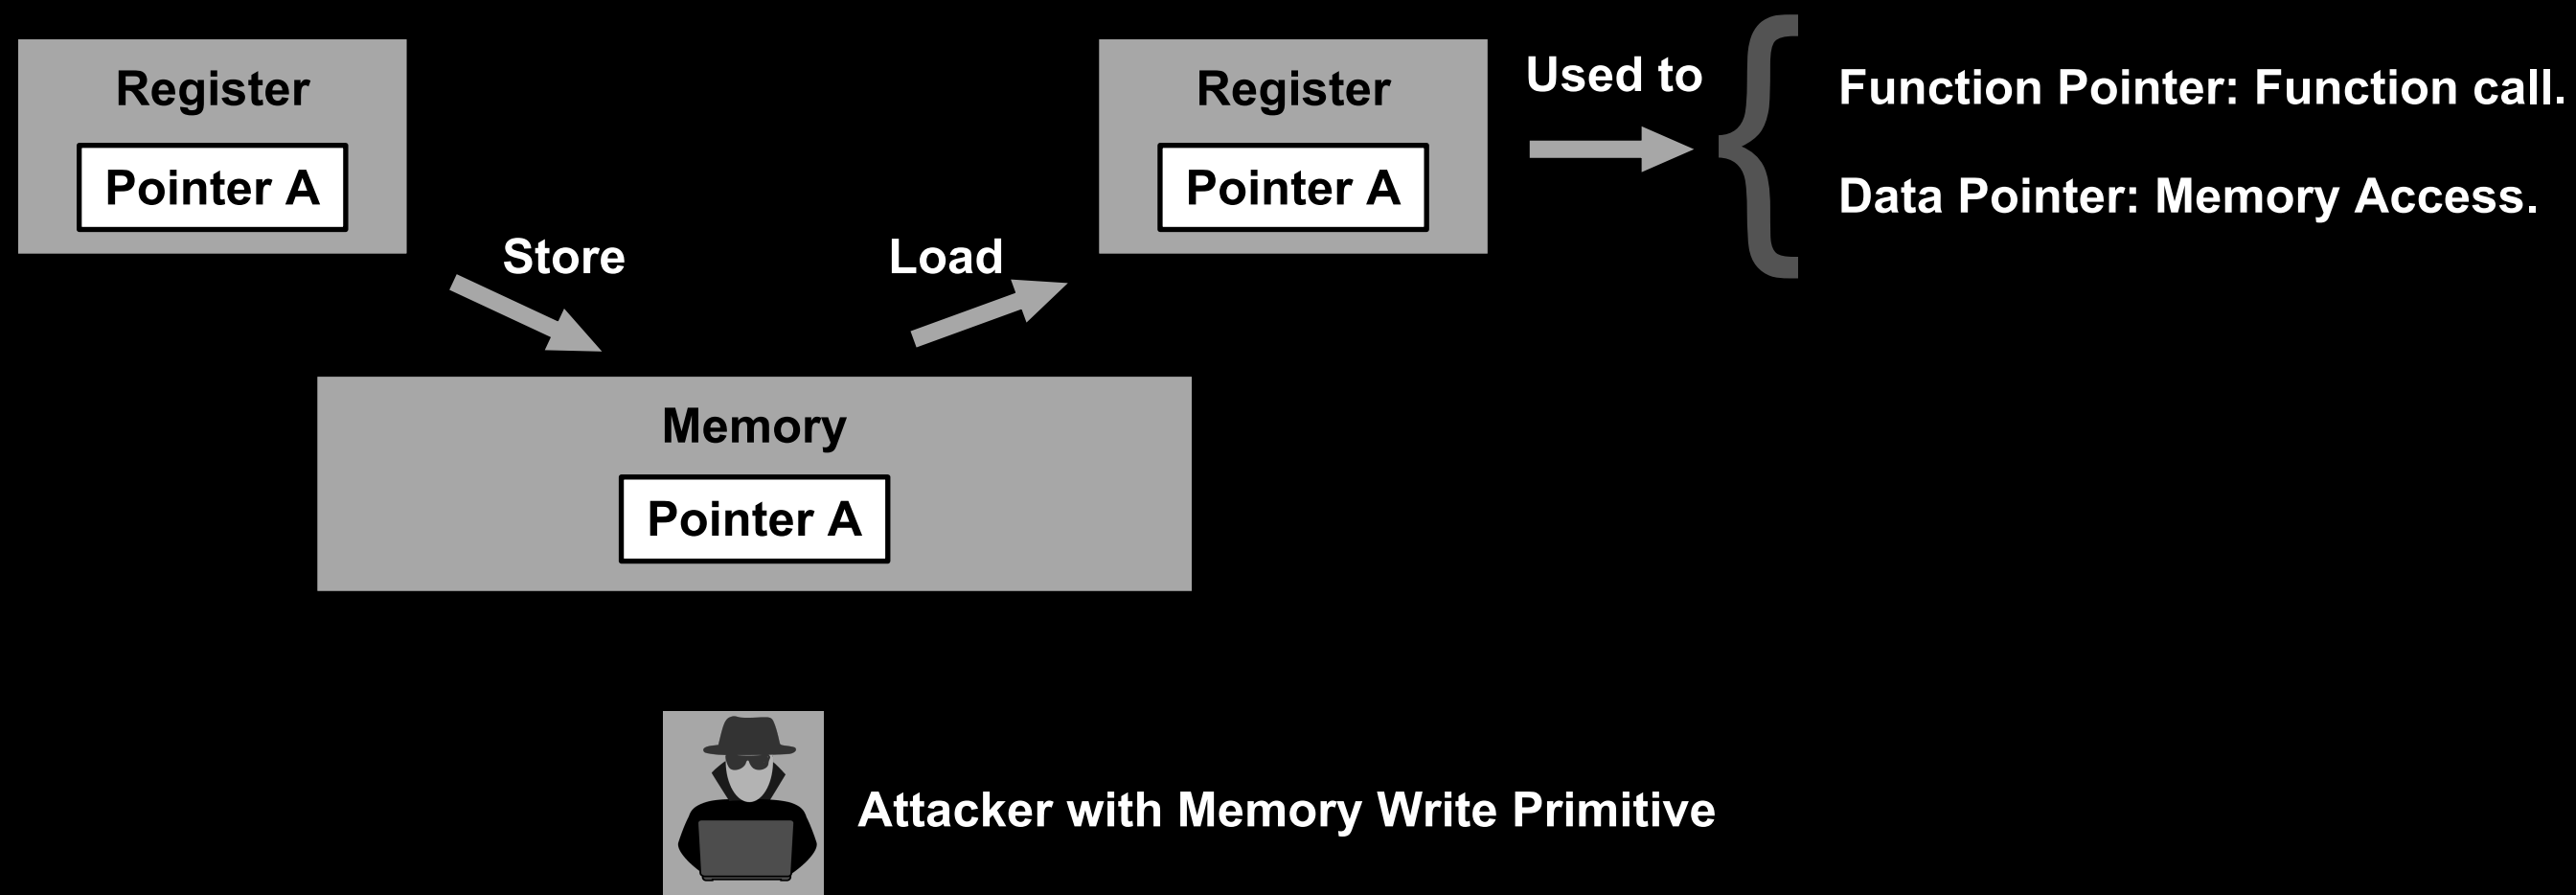 Register
Pointer A
Store
Load
Register
Pointer A
Used to
Function Pointer: Function call.
Data Pointer: Memory Access.
Memory
Pointer A
Attacker with Memory Write Primitive